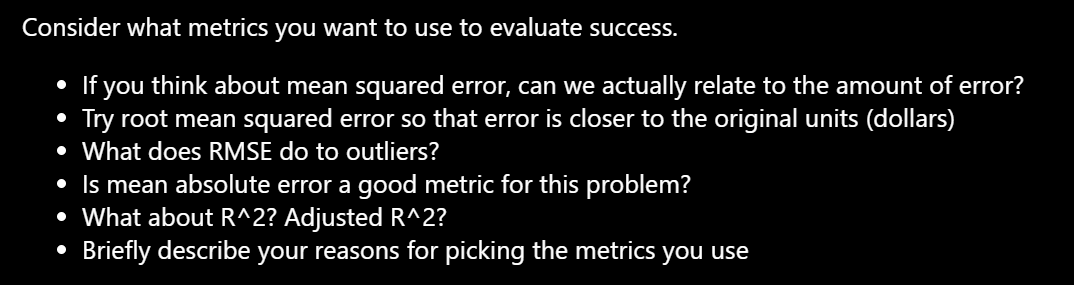 Consider what metrics you want to use to evaluate success.
• If you think about mean squared error, can we actually relate to the amount of error?
• Try root mean squared error so that error is closer to the original units (dollars)
• What does RMSE do to outliers?
• Is mean absolute error a good metric for this problem?
• What about R^2? Adjusted R^2?
• Briefly describe your reasons for picking the metrics you use